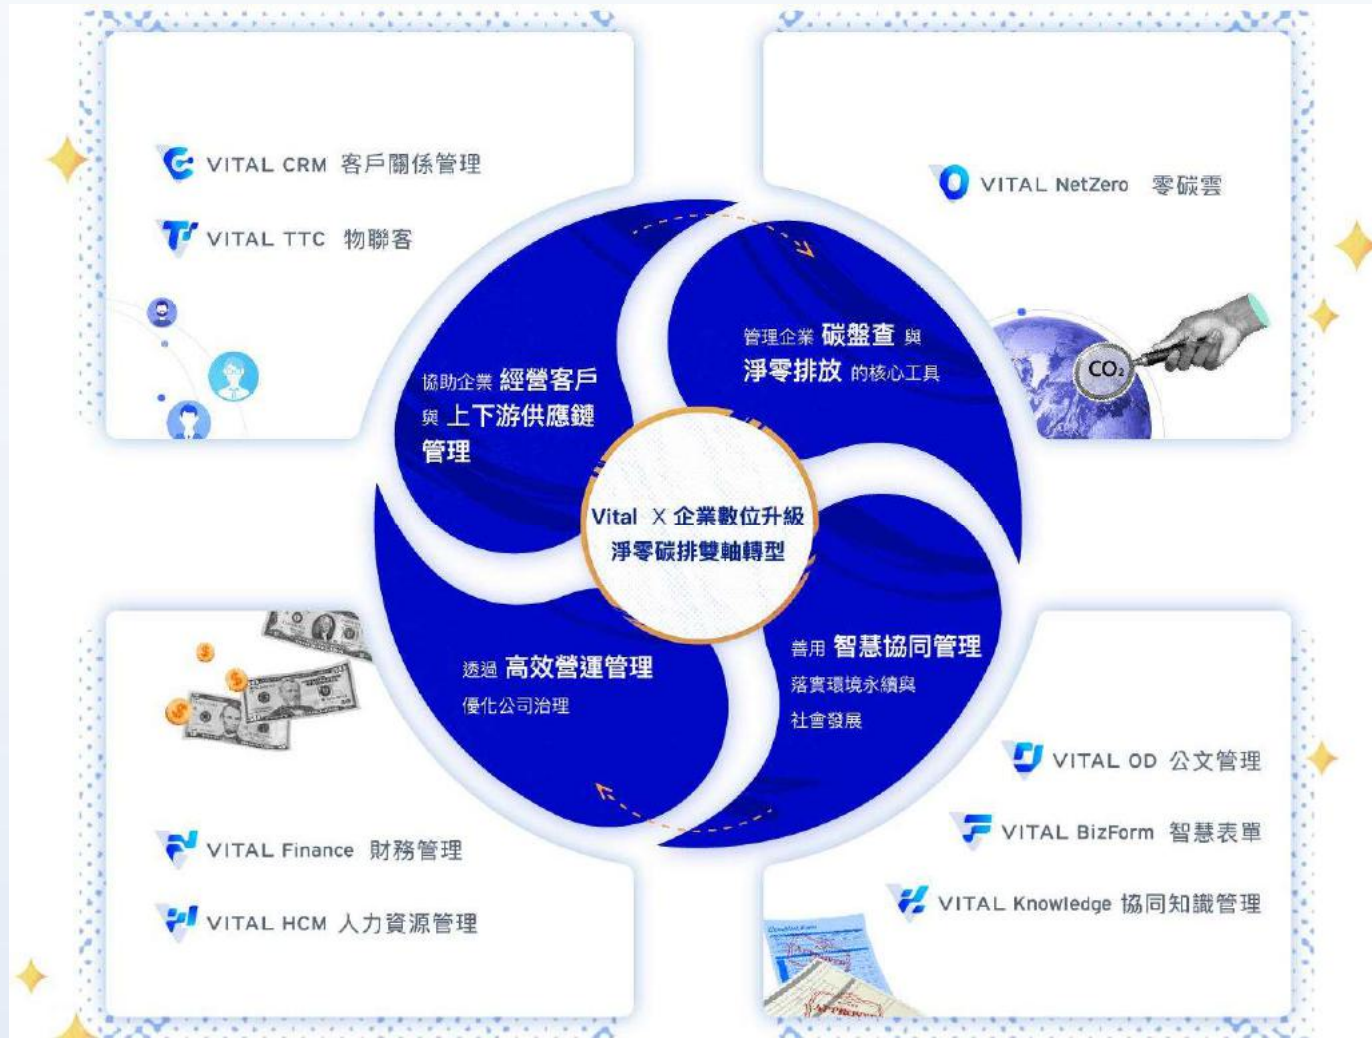 VITAL CRM 客戶關係管理
VITAL TTC 物聯客
VITAL NetZero 零碳雲
協助企業 經營客戶
與 上下游供應鏈
管理
管理企業 碳盤查 與
淨零排放 的核心工具
CO₂
Vital X 企業數位升級
淨零碳排雙軸轉型
透過 高效營運管理
優化公司治理
善用 智慧協同管理
落實環境永續與
社會發展
VITAL Finance 財務管理
VITAL HCM 人力資源管理
VITAL OD 公文管理
VITAL BizForm 智慧表單
VITAL Knowledge 協同知識管理
APPROVED